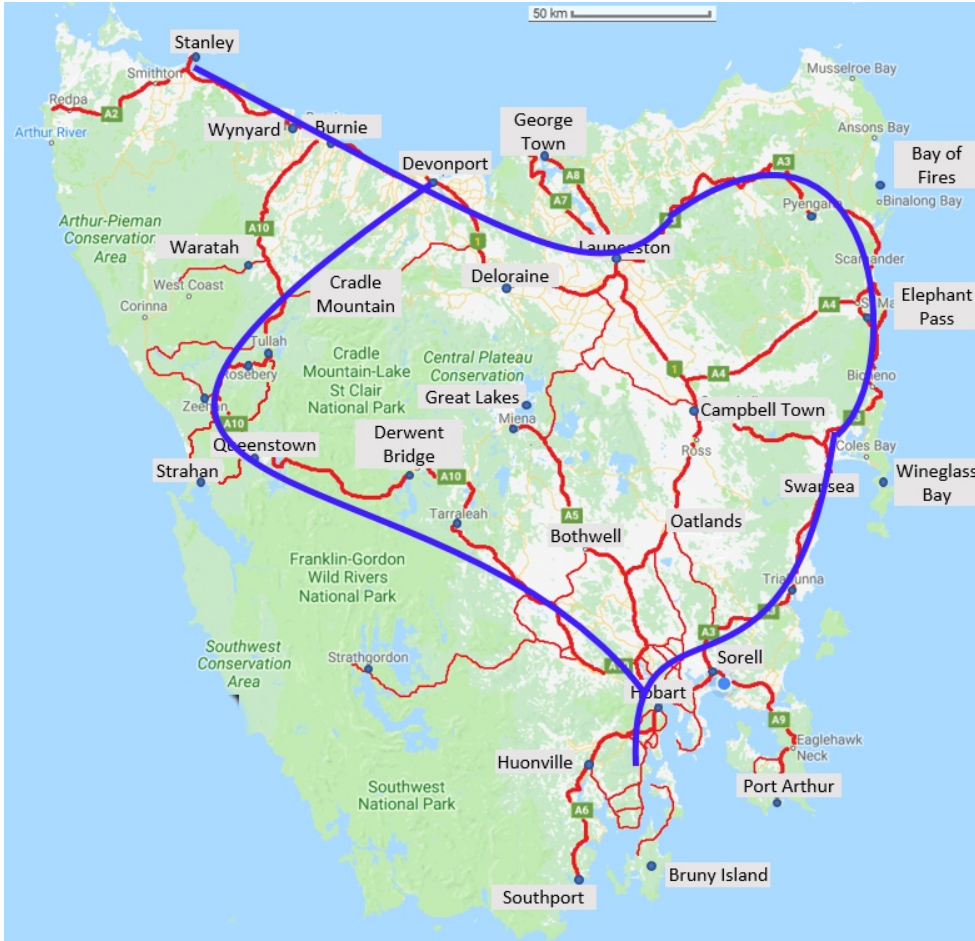 50 km
Stanley
Smithton
Redpa
A2
Arthur River
Wynyard
Burnie
Devonport
George
Town
A8
A7
Musselroe Bay
Ansons Bay
Bay of
Fires
Binalong Bay
A3
Pyengana
Arthur-Pieman
Conservation
Area
A10
Waratah
West Coast
Corinna
1
Launceston
Deloraine
Cradle
Mountain
Scamander
A4
Elephant
Pass
Tullah
Rosebery
Zeehan
A10
Cradle
Mountain-Lake
St Clair
National Park
Central Plateau
Conservation
Great Lakes
Miena
1
A4
Campbell Town
Ross
Bicheno
Coles Bay
Queenstown
Strahan
Derwent
Bridge
A10
Tarraleah
A5
Bothwell
Oatlands
Swansea
Wineglass
Bay
Franklin-Gordon
Wild Rivers
National Park
Triabunna
Southwest
Conservation
Area
Strathgordon
A3
Sorell
Hobart
A9
Eaglehawk
Neck
Huonville
Southwest
National Park
A6
Port Arthur
Bruny Island
Southport